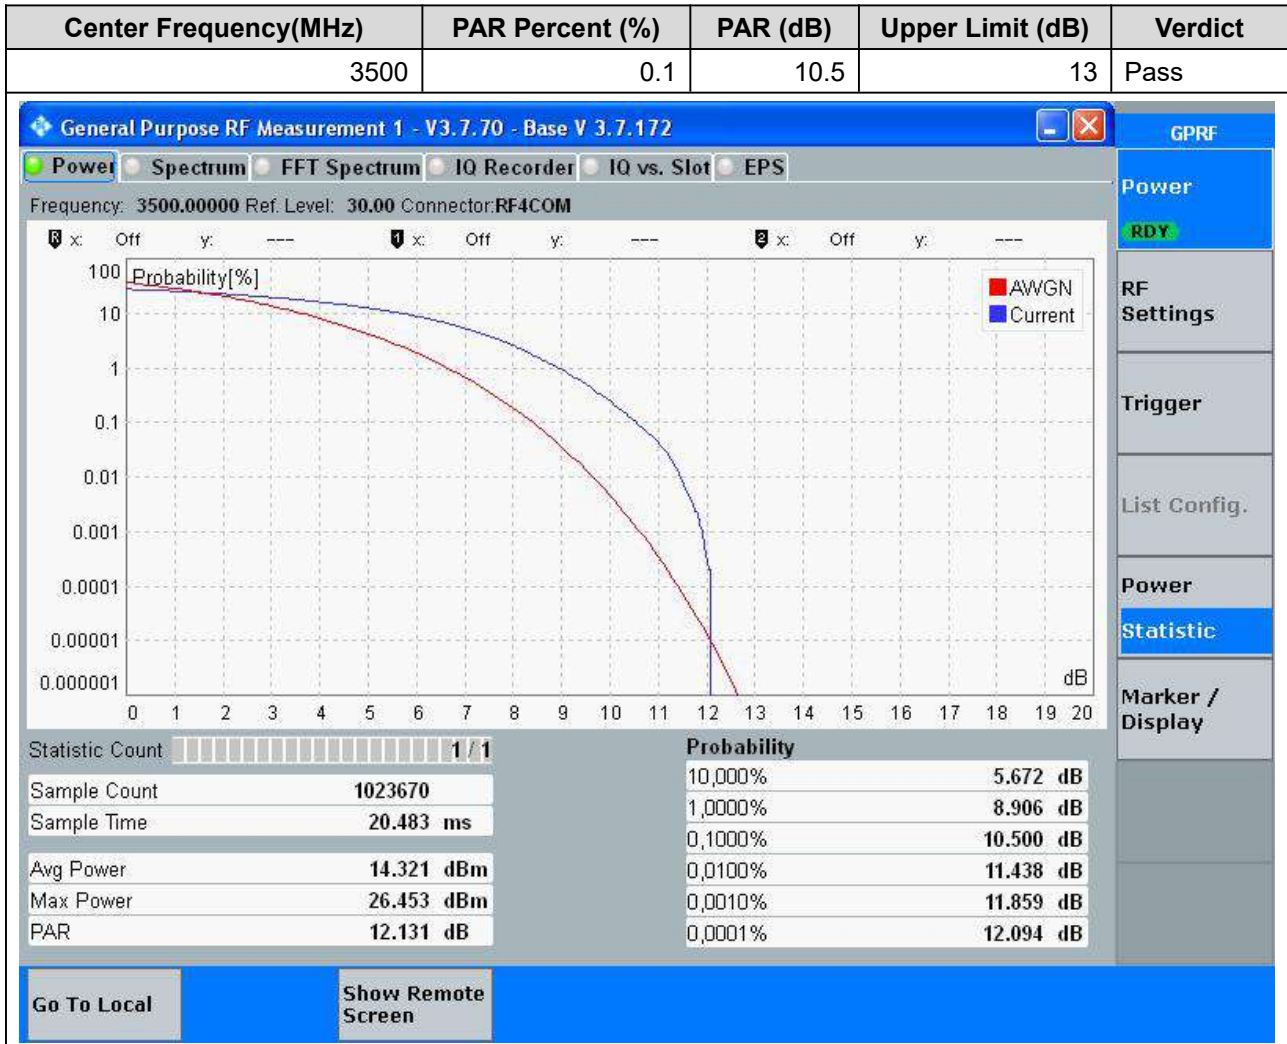 Center Frequency(MHz) PAR Percent (%) PAR (dB) Upper Limit (dB) Verdict
3500 0.1 10.5 13 Pass
General Purpose RF Measurement 1 - V3.7.70 - Base V 3.7.172
GPRF
Power Spectrum FFT Spectrum IQ Recorder IQ vs. Slot EPS
Power
RDY
Frequency: 3500.00000 Ref. Level: 30.00 Connector:RF4COM
R x: Off y: --- 1 x: Off y: --- 2 x: Off y: ---
Probability[%]
AWGN
Current
100
10
1
0.1
0.01
0.001
0.0001
0.00001
0.000001
dB
0 1 2 3 4 5 6 7 8 9 10 11 12 13 14 15 16 17 18 19 20
RF
Settings
Trigger
List Config.
Power
Statistic
Marker /
Display
Statistic Count 1 / 1
Sample Count 1023670
Sample Time 20.483 ms
Avg Power 14.321 dBm
Max Power 26.453 dBm
PAR 12.131 dB
Probability
10,000% 5.672 dB
1,0000% 8.906 dB
0,1000% 10.500 dB
0,0100% 11.438 dB
0,0010% 11.859 dB
0,0001% 12.094 dB
Go To Local
Show Remote
Screen